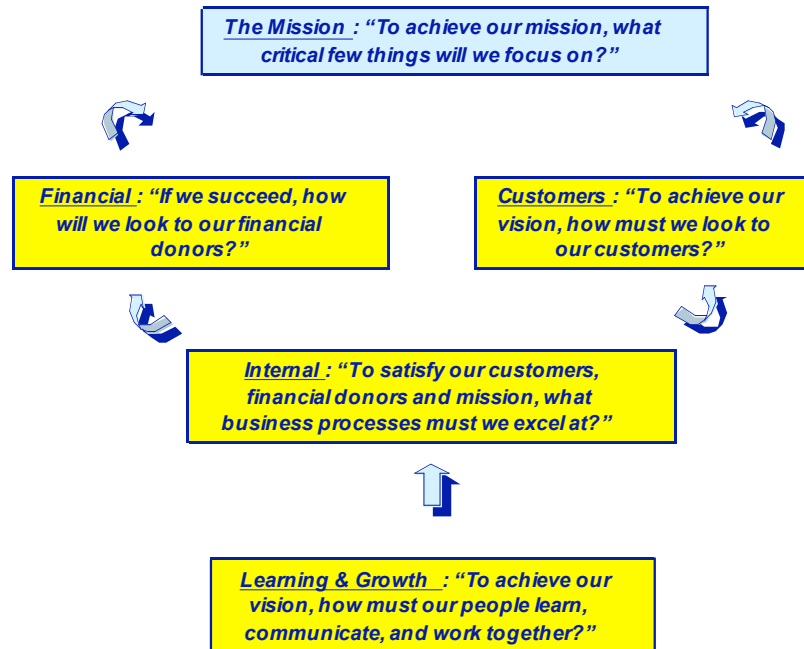 The Mission : “To achieve our mission, what
critical few things will we focus on?”
Financial : “If we succeed, how
will we look to our financial
donors?”
Customers : “To achieve our
vision, how must we look to
our customers?”
Internal : “To satisfy our customers,
financial donors and mission, what
business processes must we excel at?”
Learning & Growth : “To achieve our
vision, how must our people learn,
communicate, and work together?”